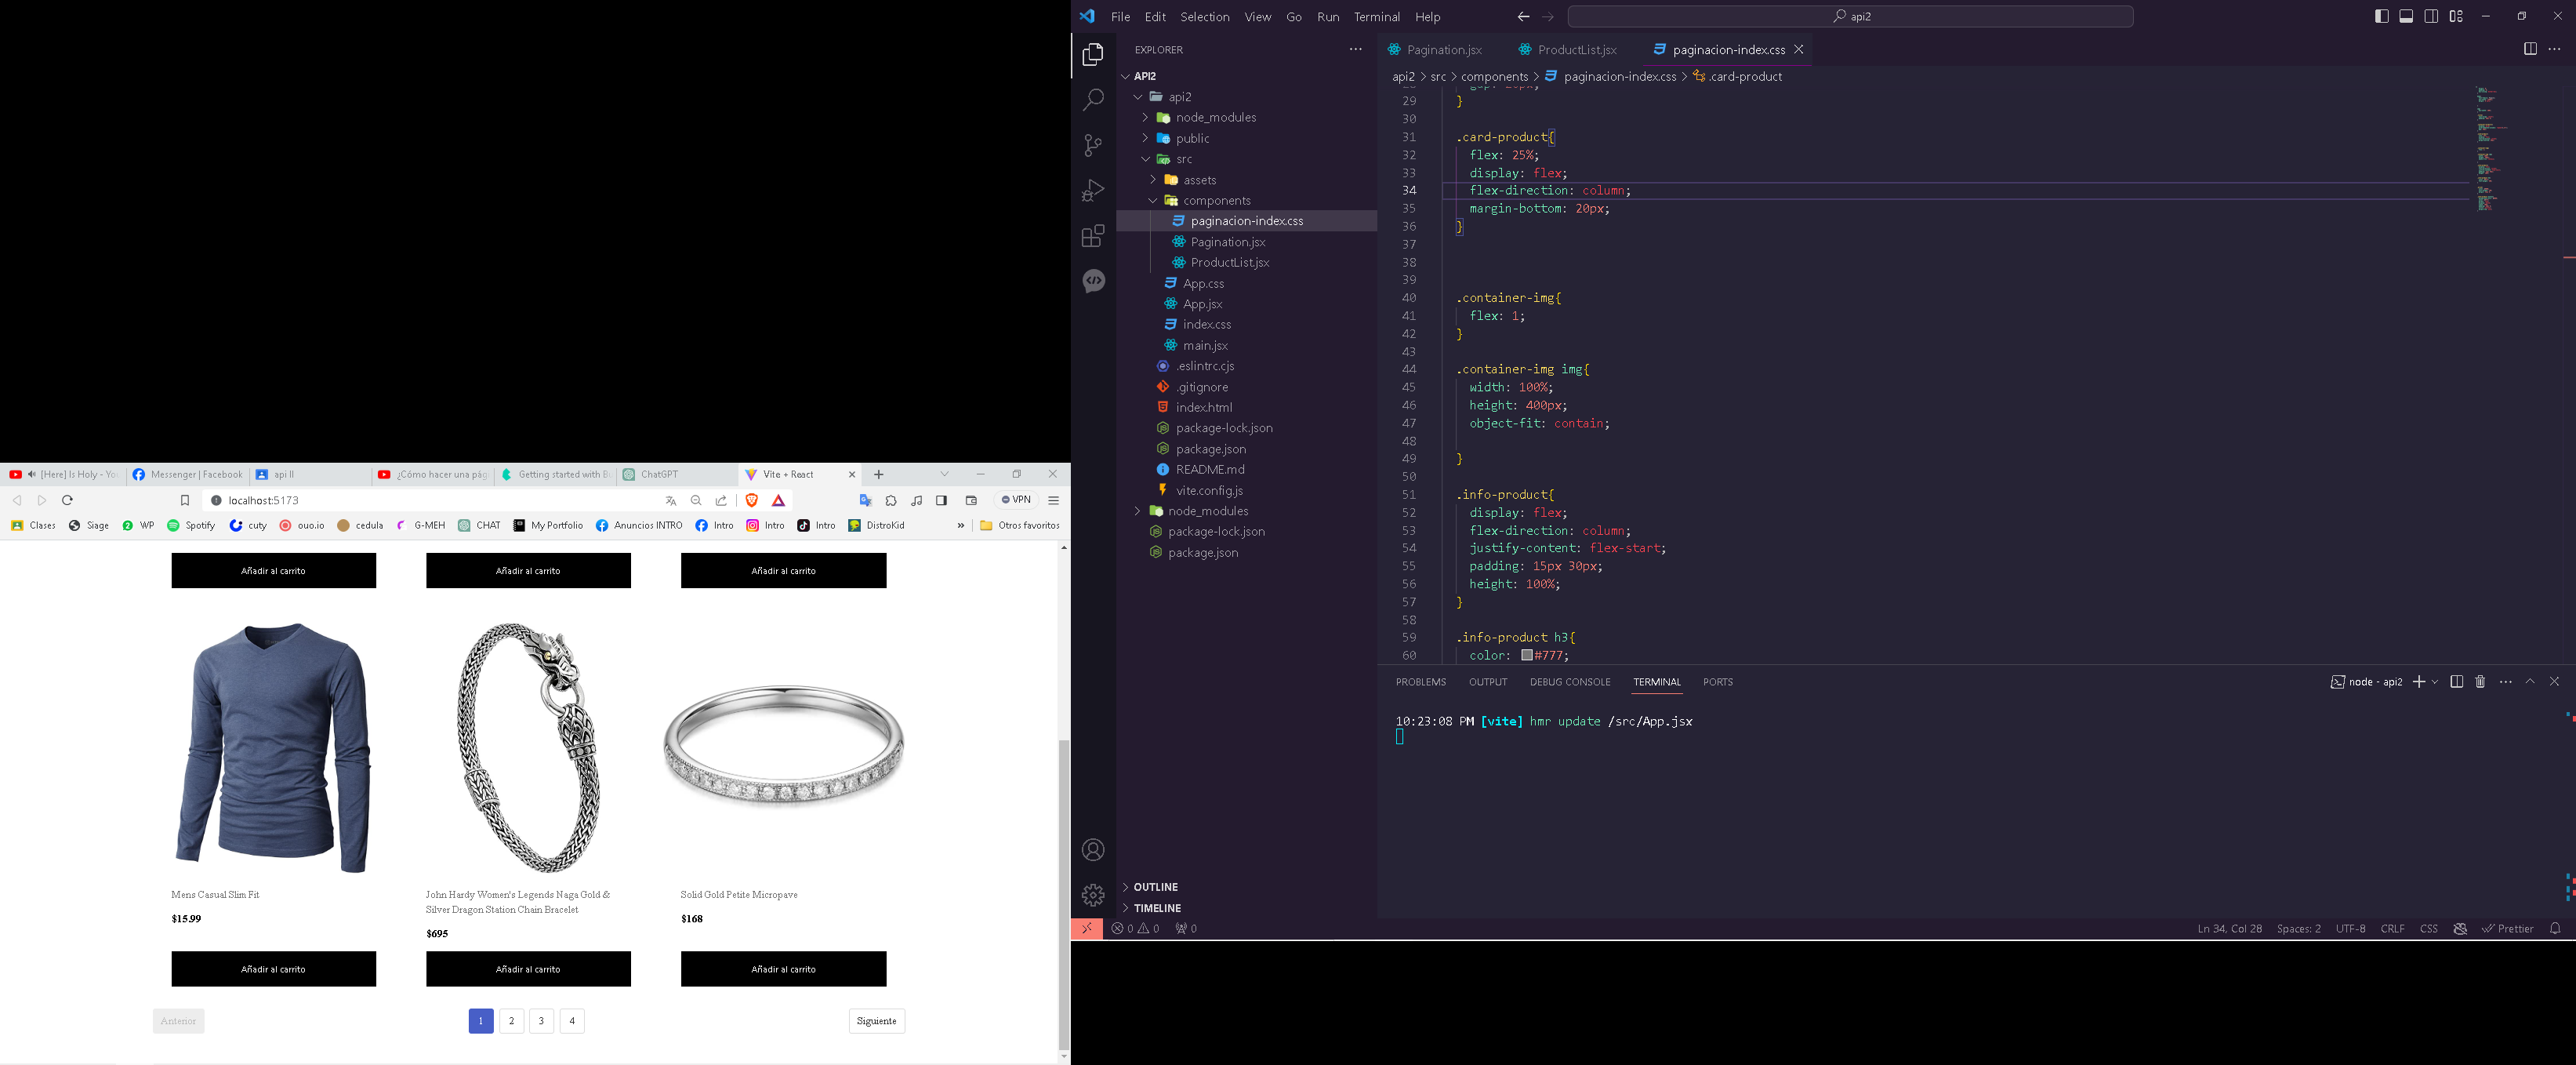 [Here] Is Holy - Yo
Messenger | Facebook
api II
¿Cómo hacer una pág
Getting started with B
ChatGPT
Vite + React
localhost:5173
VPN
Clases
Siage
WP
Spotify
cuty
ouo.io
cedula
G-MEH
CHAT
My Portfolio
Anuncios INTRO
Intro
Intro
Intro
DistroKid
»
Otros favoritos
Añadir al carrito
Añadir al carrito
Añadir al carrito
Mens Casual Slim Fit
$15.99
John Hardy Women's Legends Naga Gold &
Silver Dragon Station Chain Bracelet
$695
Solid Gold Petite Micropave
$168
Añadir al carrito
Añadir al carrito
Añadir al carrito
Anterior
1 2 3 4
Siguiente
File Edit Selection View Go Run Terminal Help
api2
EXPLORER
API2
api2
node_modules
public
src
assets
components
paginacion-index.css
Pagination.jsx
ProductList.jsx
App.css
App.jsx
index.css
main.jsx
.eslintrc.cjs
.gitignore
index.html
package-lock.json
package.json
README.md
vite.config.js
node_modules
package-lock.json
package.json
OUTLINE
TIMELINE
Pagination.jsx
ProductList.jsx
paginacion-index.css
api2 > src > components > paginacion-index.css > .card-product
28 gap: 20px;
29 }
30
31 .card-product{
32 flex: 25%;
33 display: flex;
34 flex-direction: column;
35 margin-bottom: 20px;
36 }
37
38
39
40 .container-img{
41 flex: 1;
42 }
43
44 .container-img img{
45 width: 100%;
46 height: 400px;
47 object-fit: contain;
48
49 }
50
51 .info-product{
52 display: flex;
53 flex-direction: column;
54 justify-content: flex-start;
55 padding: 15px 30px;
56 height: 100%;
57 }
58
59 .info-product h3{
60 color: #777;
PROBLEMS OUTPUT DEBUG CONSOLE TERMINAL PORTS
node - api2
10:23:08 PM [vite] hmr update /src/App.jsx
0 0 0
Ln 34, Col 28 Spaces: 2 UTF-8 CRLF CSS Prettier